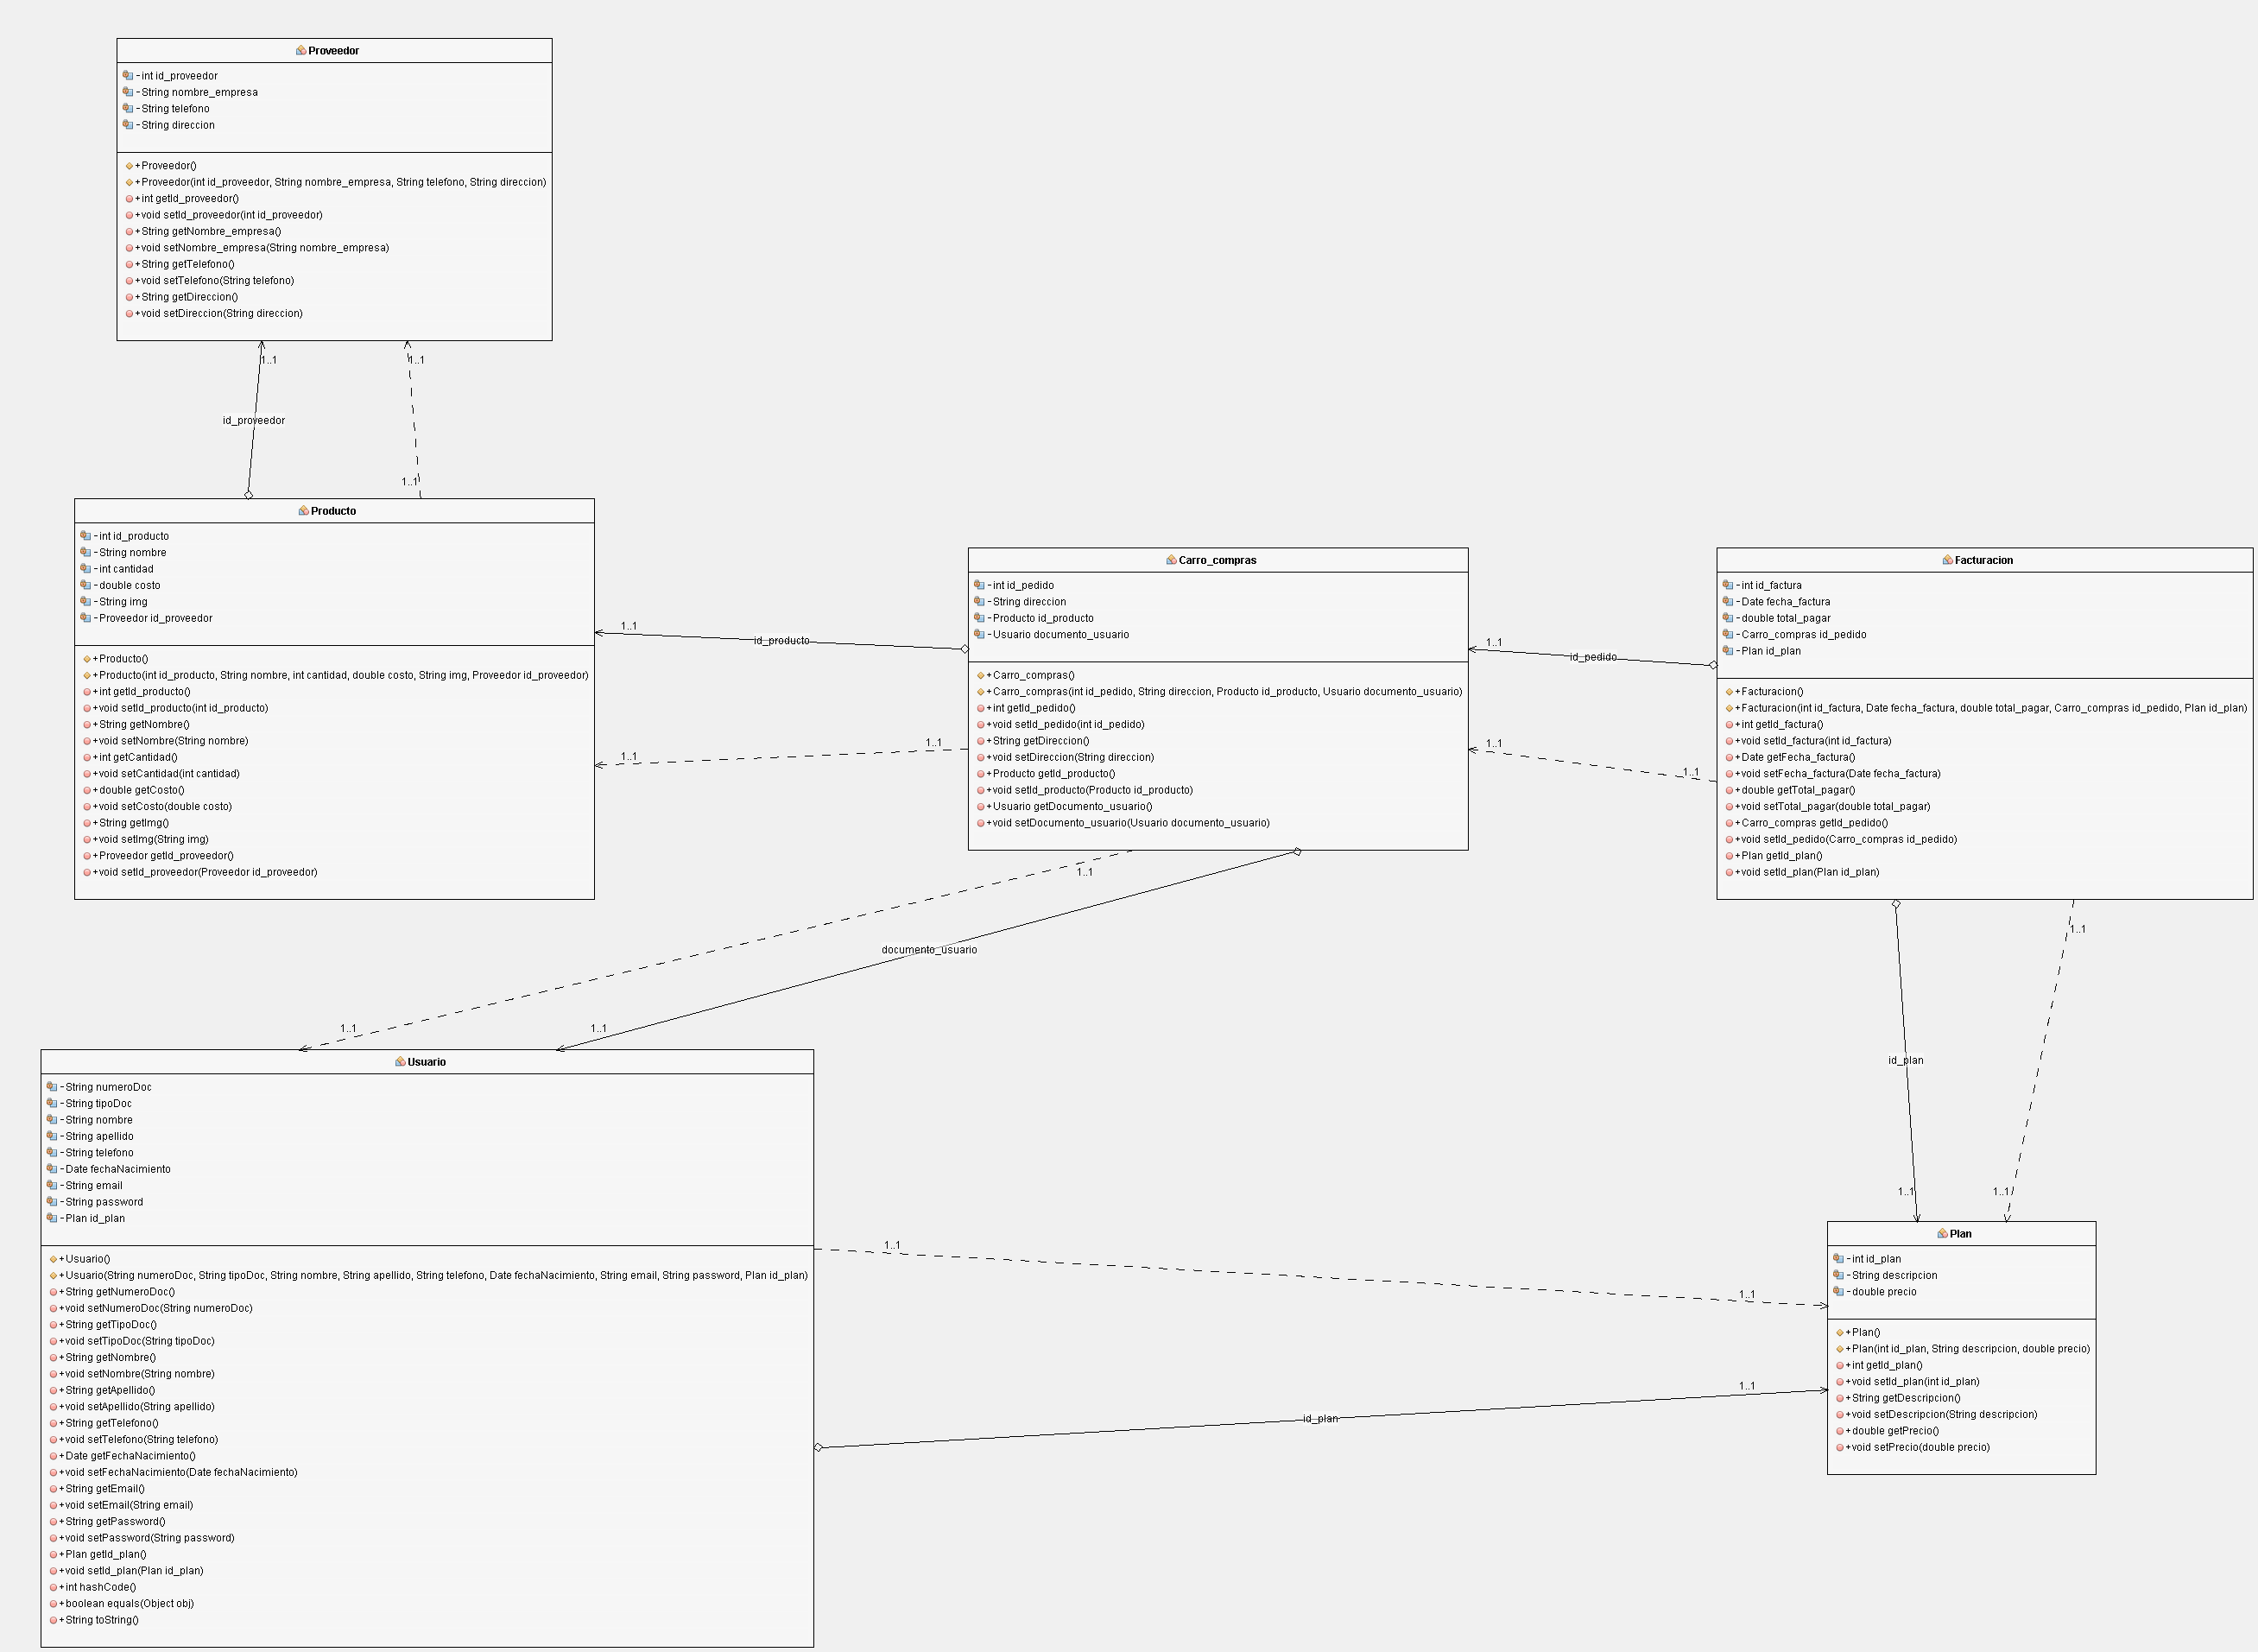 Proveedor
-int id_proveedor
-String nombre_empresa
-String telefono
-String direccion
+Proveedor()
+Proveedor(int id_proveedor, String nombre_empresa, String telefono, String direccion)
+int getId_proveedor()
+void setId_proveedor(int id_proveedor)
+String getNombre_empresa()
+void setNombre_empresa(String nombre_empresa)
+String getTelefono()
+void setTelefono(String telefono)
+String getDireccion()
+void setDireccion(String direccion)
1..1
1..1
id_proveedor
1..1
Producto
-int id_producto
-String nombre
-int cantidad
-double costo
-String img
-Proveedor id_proveedor
+Producto()
+Producto(int id_producto, String nombre, int cantidad, double costo, String img, Proveedor id_proveedor)
+int getId_producto()
+void setId_producto(int id_producto)
+String getNombre()
+void setNombre(String nombre)
+int getCantidad()
+void setCantidad(int cantidad)
+double getCosto()
+void setCosto(double costo)
+String getImg()
+void setImg(String img)
+Proveedor getId_proveedor()
+void setId_proveedor(Proveedor id_proveedor)
1..1
id_producto
1..1
1..1
Carro_compras
-int id_pedido
-String direccion
-Producto id_producto
-Usuario documento_usuario
+Carro_compras()
+Carro_compras(int id_pedido, String direccion, Producto id_producto, Usuario documento_usuario)
+int getId_pedido()
+void setId_pedido(int id_pedido)
+String getDireccion()
+void setDireccion(String direccion)
+Producto getId_producto()
+void setId_producto(Producto id_producto)
+Usuario getDocumento_usuario()
+void setDocumento_usuario(Usuario documento_usuario)
1..1
id_pedido
1..1
1..1
Facturacion
-int id_factura
-Date fecha_factura
-double total_pagar
-Carro_compras id_pedido
-Plan id_plan
+Facturacion()
+Facturacion(int id_factura, Date fecha_factura, double total_pagar, Carro_compras id_pedido, Plan id_plan)
+int getId_factura()
+void setId_factura(int id_factura)
+Date getFecha_factura()
+void setFecha_factura(Date fecha_factura)
+double getTotal_pagar()
+void setTotal_pagar(double total_pagar)
+Carro_compras getId_pedido()
+void setId_pedido(Carro_compras id_pedido)
+Plan getId_plan()
+void setId_plan(Plan id_plan)
1..1
documento_usuario
1..1
1..1
1..1
id_plan
1..1
1..1
Usuario
-String numeroDoc
-String tipoDoc
-String nombre
-String apellido
-String telefono
-Date fechaNacimiento
-String email
-String password
-Plan id_plan
+Usuario()
+Usuario(String numeroDoc, String tipoDoc, String nombre, String apellido, String telefono, Date fechaNacimiento, String email, String password, Plan id_plan)
+String getNumeroDoc()
+void setNumeroDoc(String numeroDoc)
+String getTipoDoc()
+void setTipoDoc(String tipoDoc)
+String getNombre()
+void setNombre(String nombre)
+String getApellido()
+void setApellido(String apellido)
+String getTelefono()
+void setTelefono(String telefono)
+Date getFechaNacimiento()
+void setFechaNacimiento(Date fechaNacimiento)
+String getEmail()
+void setEmail(String email)
+String getPassword()
+void setPassword(String password)
+Plan getId_plan()
+void setId_plan(Plan id_plan)
+int hashCode()
+boolean equals(Object obj)
+String toString()
1..1
1..1
1..1
id_plan
Plan
-int id_plan
-String descripcion
-double precio
+Plan()
+Plan(int id_plan, String descripcion, double precio)
+int getId_plan()
+void setId_plan(int id_plan)
+String getDescripcion()
+void setDescripcion(String descripcion)
+double getPrecio()
+void setPrecio(double precio)